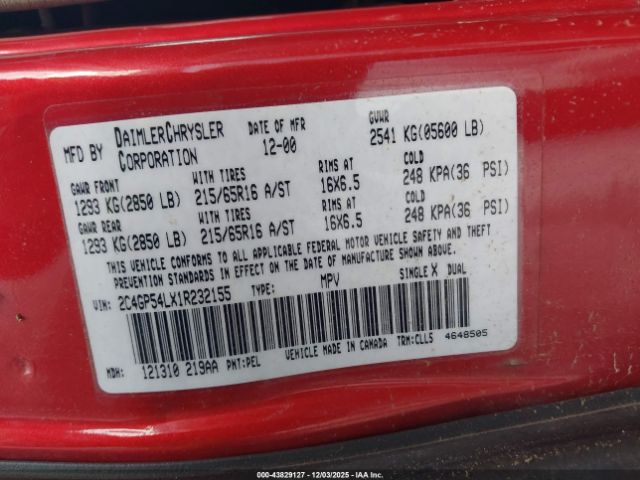 MFD BY DAIMLERCHRYSLER CORPORATION DATE OF MFR 12-00 GVWR 2541 KG(05600 LB)
GAWR FRONT WITH TIRES RIMS AT COLD
1293 KG(2850 LB) 215/65R16 A/ST 16X6.5 248 KPA(36 PSI)
GAWR REAR WITH TIRES RIMS AT COLD
1293 KG(2850 LB) 215/65R16 A/ST 16X6.5 248 KPA(36 PSI)
THIS VEHICLE CONFORMS TO ALL APPLICABLE FEDERAL MOTOR VEHICLE SAFETY AND THEFT
PREVENTION STANDARDS IN EFFECT ON THE DATE OF MANUFACTURE SHOWN ABOVE.
VIN: 2C4GP54LX1R232155 TYPE: MPV SINGLE X DUAL
MDH: 121310 219AA PNT:PEL VEHICLE MADE IN CANADA TRM:CLL5 4648505
000-43829127 - 12/03/2025 - IAA Inc.